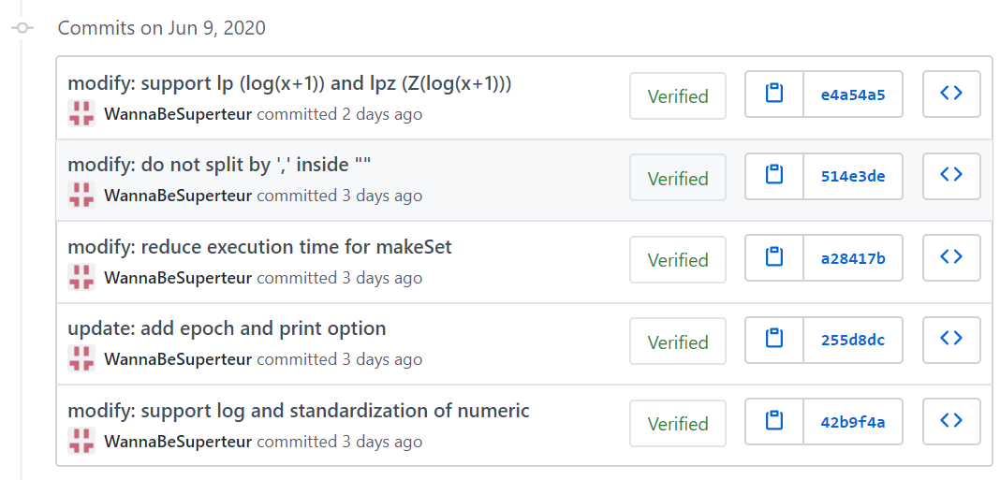 Commits on Jun 9, 2020
modify: support lp (log(x+1)) and lpz (Z(log(x+1)))
WannaBeSuperteur committed 2 days ago
Verified
e4a54a5
modify: do not split by ',' inside ""
WannaBeSuperteur committed 3 days ago
Verified
514e3de
modify: reduce execution time for makeSet
WannaBeSuperteur committed 3 days ago
Verified
a28417b
update: add epoch and print option
WannaBeSuperteur committed 3 days ago
Verified
255d8dc
modify: support log and standardization of numeric
WannaBeSuperteur committed 3 days ago
Verified
42b9f4a